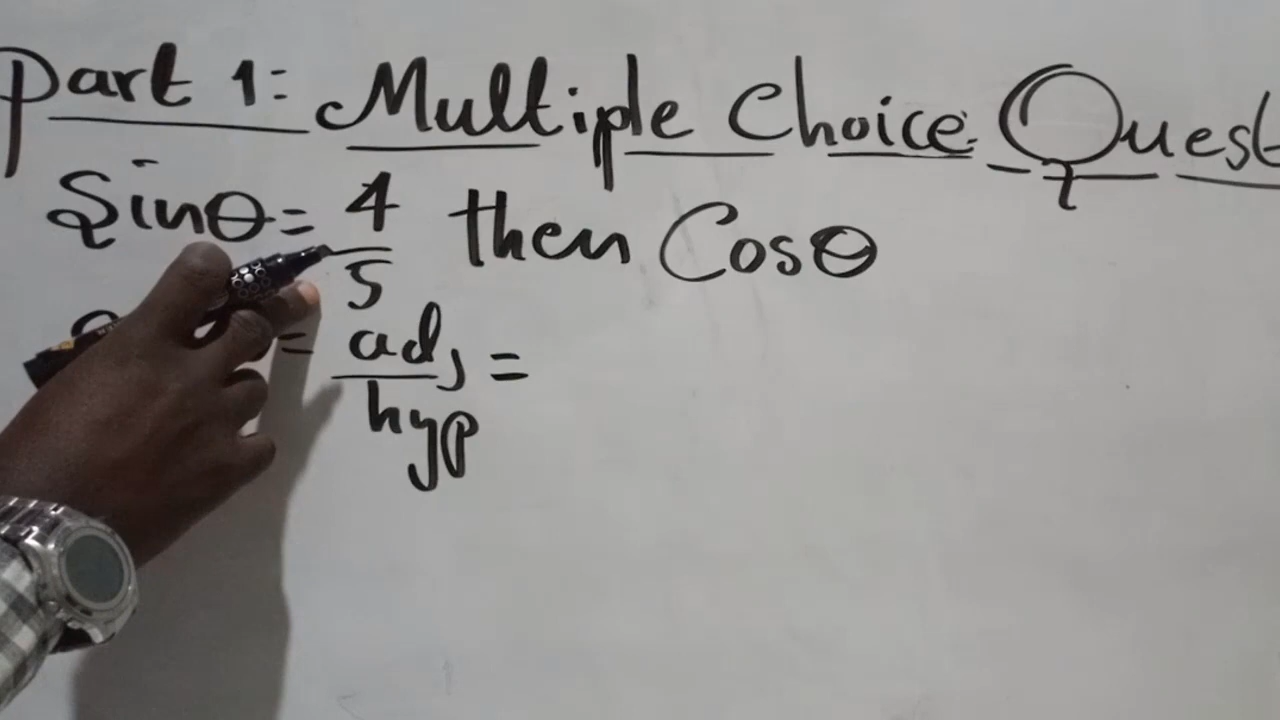 Part 1: Multiple Choice Quest
Sinθ = 4/5 then Cosθ
= adj/hyp =